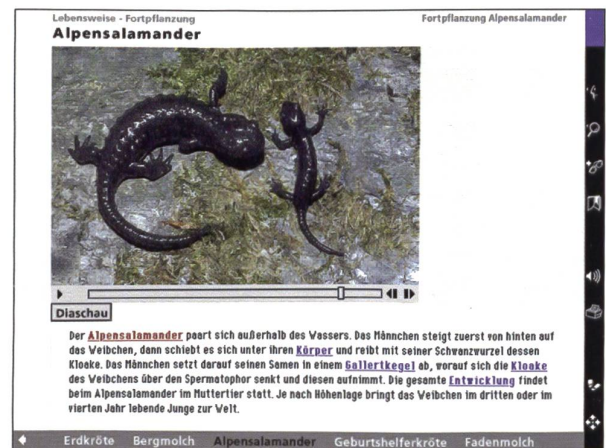 Lebensweise - Fortpflanzung
Fortpflanzung Alpensalamander
Alpensalamander
Diaschau
Der Alpensalamander paart sich außerhalb des Wassers. Das Männchen steigt zuerst von hinten auf
das Weibchen, dann schiebt es sich unter ihren Körper und reibt mit seiner Schwanzwurzel dessen
Kloake. Das Männchen setzt darauf seinen Samen in einem Gallertkegel ab, worauf sich die Kloake
des Weibchens über den Spermatophor senkt und diesen aufnimmt. Die gesamte Entwicklung findet
beim Alpensalamander im Muttertier statt. Je nach Höhenlage bringt das Weibchen im dritten oder im
vierten Jahr lebende Junge zur Welt.
Erdkröte Bergmolch Alpensalamander Geburtshelferkröte Fadenmolch